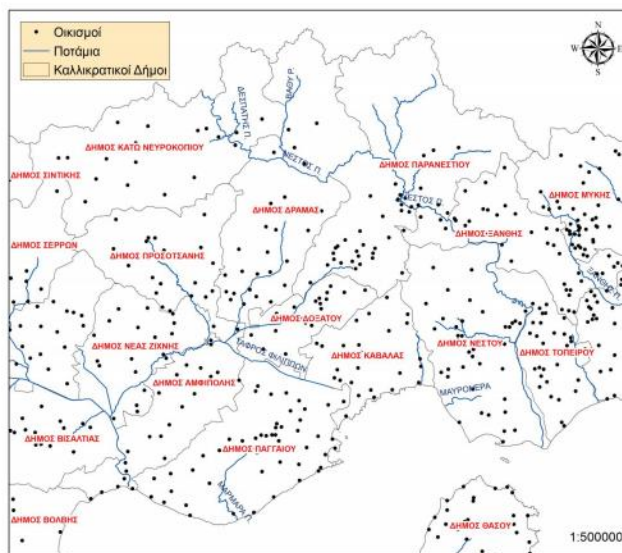 Οικισμοί
Ποτάμια
Καλλικρατικοί Δήμοι
N
W E
S
ΔΕΣΠΑΤΗΣ Π.
ΒΑΘΥ Ρ.
ΔΗΜΟΣ ΚΑΤΩ ΝΕΥΡΟΚΟΠΙΟΥ
ΝΕΣΤΟΣ Π.
ΔΗΜΟΣ ΠΑΡΑΝΕΣΤΙΟΥ
ΔΗΜΟΣ ΣΙΝΤΙΚΗΣ
ΝΕΣΤΟΣ Π.
ΔΗΜΟΣ ΜΥΚΗΣ
ΔΗΜΟΣ ΔΡΑΜΑΣ
ΔΗΜΟΣ ΞΑΝΘΗΣ
ΔΗΜΟΣ ΣΕΡΡΩΝ
ΔΗΜΟΣ ΠΡΟΣΟΤΣΑΝΗΣ
ΔΗΜΟΣ ΔΟΞΑΤΟΥ
ΔΗΜΟΣ ΝΕΑΣ ΖΙΧΝΗΣ
ΤΑΦΡΟΣ ΦΙΛΙΠΠΩΝ
ΔΗΜΟΣ ΚΑΒΑΛΑΣ
ΔΗΜΟΣ ΝΕΣΤΟΥ
ΔΗΜΟΣ ΤΟΠΕΙΡΟΥ
ΔΗΜΟΣ ΑΜΦΙΠΟΛΗΣ
ΜΑΥΡΟΝΕΡΑ
ΔΗΜΟΣ ΒΙΣΑΛΤΙΑΣ
ΔΗΜΟΣ ΠΑΓΓΑΙΟΥ
ΜΑΡΜΑΡΑ Π.
ΔΗΜΟΣ ΒΟΛΒΗΣ
ΔΗΜΟΣ ΘΑΣΟΥ
1:500000